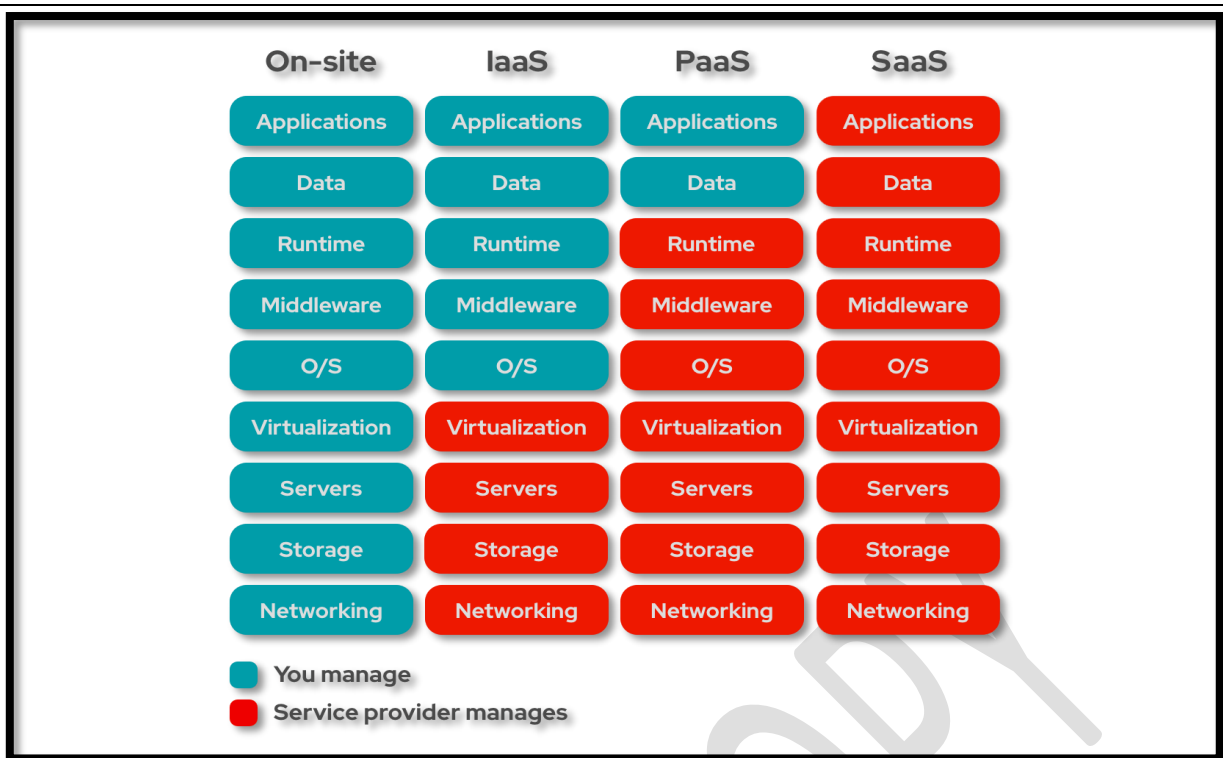 On-site IaaS PaaS SaaS
Applications Applications Applications Applications
Data Data Data Data
Runtime Runtime Runtime Runtime
Middleware Middleware Middleware Middleware
O/S O/S O/S O/S
Virtualization Virtualization Virtualization Virtualization
Servers Servers Servers Servers
Storage Storage Storage Storage
Networking Networking Networking Networking
You manage
Service provider manages